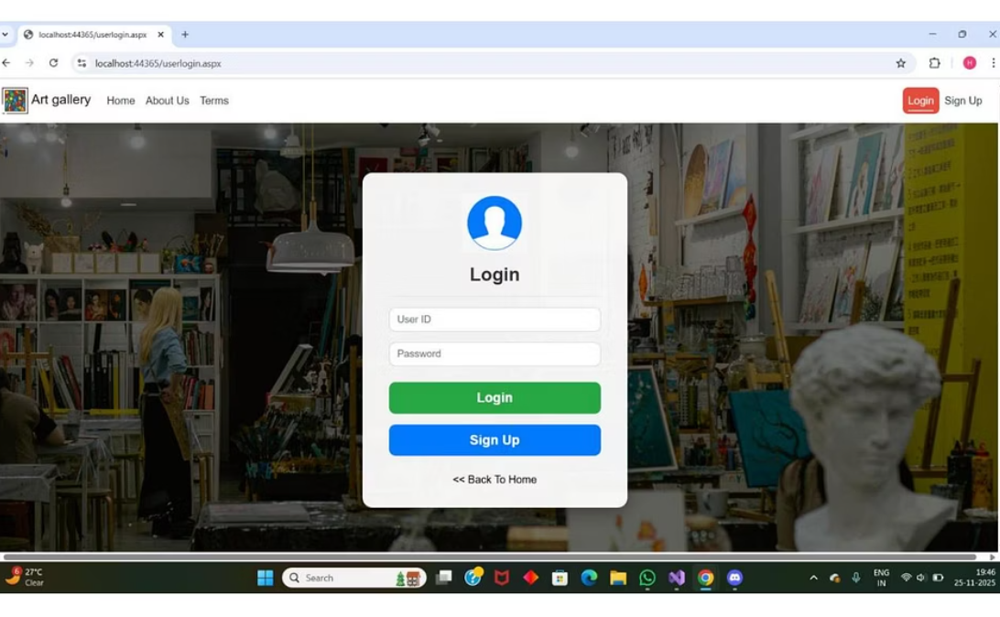 localhost:44365/userlogin.aspx
localhost:44365/userlogin.aspx
H
Art gallery Home About Us Terms Login Sign Up
Login
User ID
Password
Login
Sign Up
<< Back To Home
6
27°C
Clear
Search
ENG
IN
19:46
25-11-2025